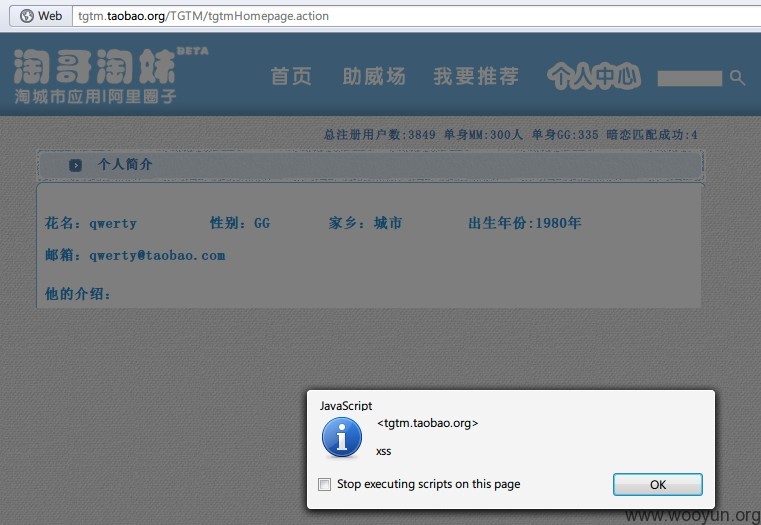 Web tgtm.taobao.org/TGTM/tgtmHomepage.action
淘哥淘妹 BETA
淘城市应用|阿里圈子
首页 助威场 我要推荐 个人中心
总注册用户数:3849 单身MM:300人 单身GG:335 暗恋匹配成功:4
个人简介
花名：qwerty 性别：GG 家乡：城市 出生年份:1980年
邮箱：qwerty@taobao.com
他的介绍：
JavaScript
<tgtm.taobao.org>
xss
Stop executing scripts on this page OK
www.wooyun.org